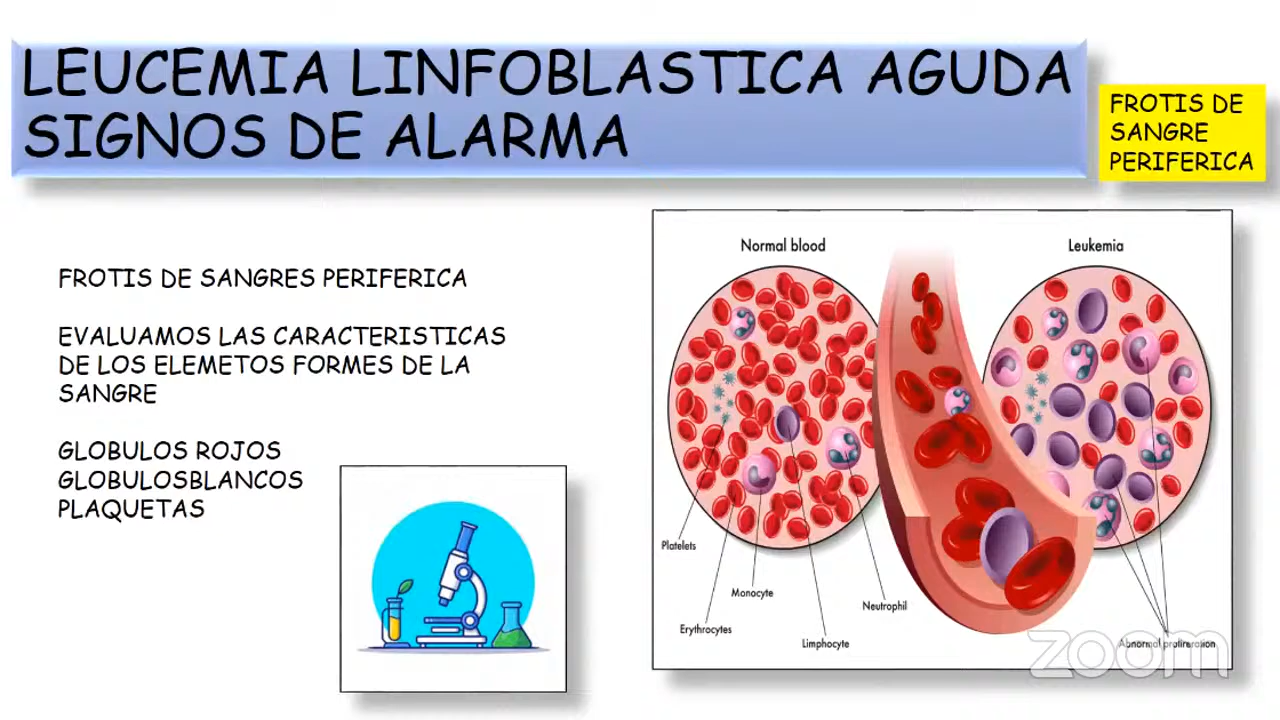 LEUCEMIA LINFOBLASTICA AGUDA
SIGNOS DE ALARMA
FROTIS DE
SANGRE
PERIFERICA
FROTIS DE SANGRES PERIFERICA
EVALUAMOS LAS CARACTERISTICAS
DE LOS ELEMETOS FORMES DE LA
SANGRE
GLOBULOS ROJOS
GLOBULOSBLANCOS
PLAQUETAS
Normal blood
Leukemia
Platelets
Monocyte
Neutrophil
Erythrocytes
Limphocyte
Abnormal
zoom